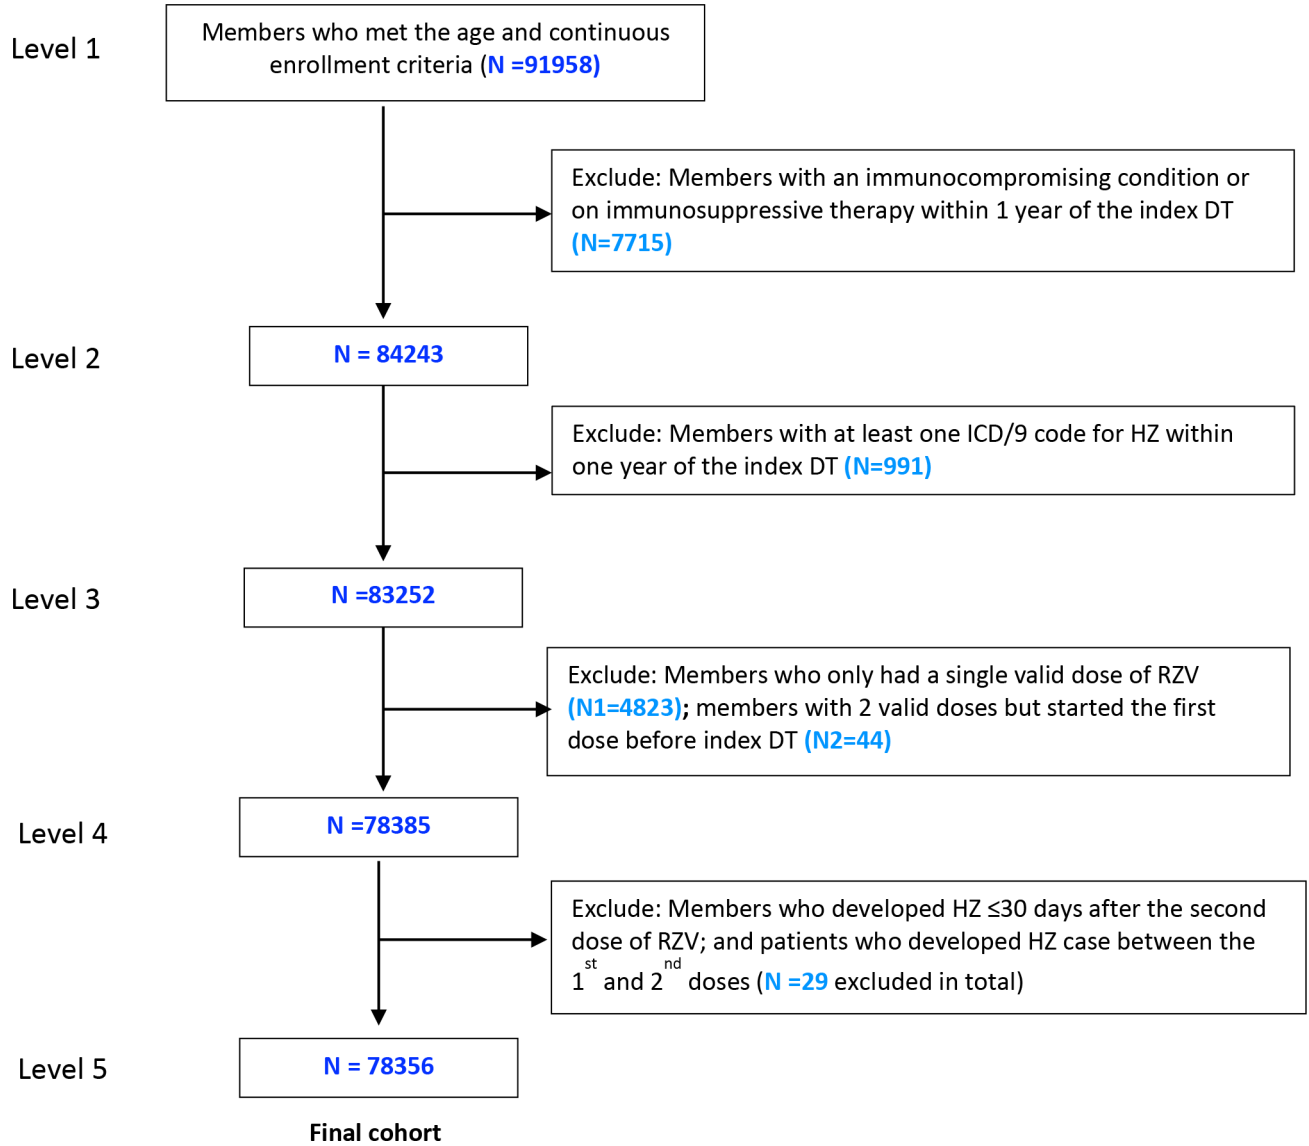 Level 1
Members who met the age and continuous
enrollment criteria (N =91958)
Exclude: Members with an immunocompromising condition or
on immunosuppressive therapy within 1 year of the index DT
(N=7715)
Level 2
N = 84243
Exclude: Members with at least one ICD/9 code for HZ within
one year of the index DT (N=991)
Level 3
N =83252
Exclude: Members who only had a single valid dose of RZV
(N1=4823); members with 2 valid doses but started the first
dose before index DT (N2=44)
Level 4
N =78385
Exclude: Members who developed HZ ≤30 days after the second
dose of RZV; and patients who developed HZ case between the
1st and 2nd doses (N =29 excluded in total)
Level 5
N = 78356
Final cohort